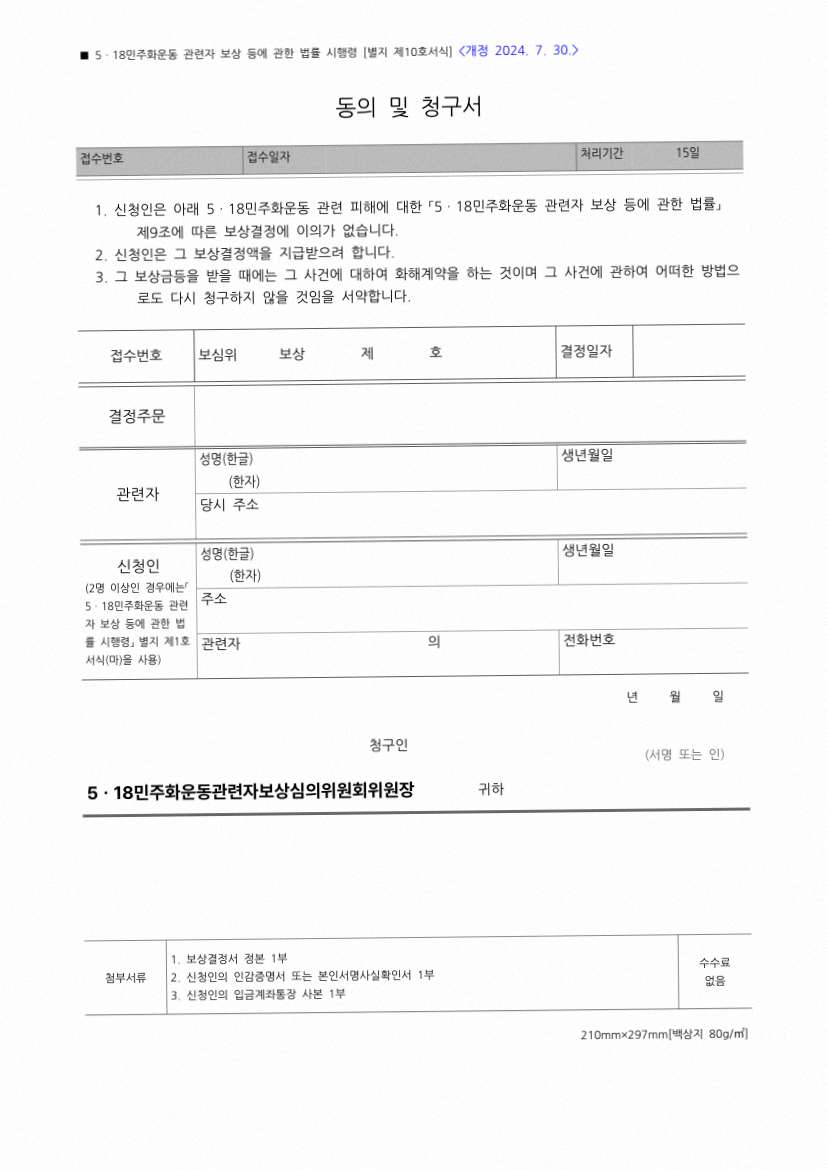 ■ 5ㆍ18민주화운동 관련자 보상 등에 관한 법률 시행령 [별지 제10호서식] <개정 2024. 7. 30.>
동의 및 청구서
접수번호 접수일자 처리기간 15일
1. 신청인은 아래 5ㆍ18민주화운동 관련 피해에 대한 「5ㆍ18민주화운동 관련자 보상 등에 관한 법률」
제9조에 따른 보상결정에 이의가 없습니다.
2. 신청인은 그 보상결정액을 지급받으려 합니다.
3. 그 보상금등을 받을 때에는 그 사건에 대하여 화해계약을 하는 것이며 그 사건에 관하여 어떠한 방법으
로도 다시 청구하지 않을 것임을 서약합니다.
접수번호 보심위 보상 제 호 결정일자
결정주문
관련자
성명(한글) 생년월일
(한자)
당시 주소
신청인
(2명 이상인 경우에는「
5ㆍ18민주화운동 관련
자 보상 등에 관한 법
률 시행령」 별지 제1호
서식(마)을 사용)
성명(한글) 생년월일
(한자)
주소
관련자 의 전화번호
년 월 일
청구인 (서명 또는 인)
5ㆍ18민주화운동관련자보상심의위원회위원장 귀하
첨부서류
1. 보상결정서 정본 1부
2. 신청인의 인감증명서 또는 본인서명사실확인서 1부
3. 신청인의 입금계좌통장 사본 1부
수수료
없음
210mm×297mm[백상지 80g/㎡]